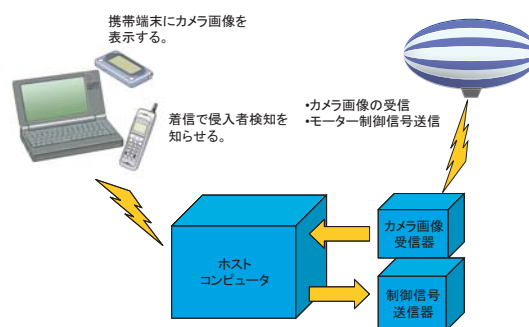 携帯端末にカメラ画像を
表示する。
着信で侵入者検知を
知らせる。
•カメラ画像の受信
•モーター制御信号送信
カメラ画像
受信器
ホスト
コンピュータ
制御信号
送信器